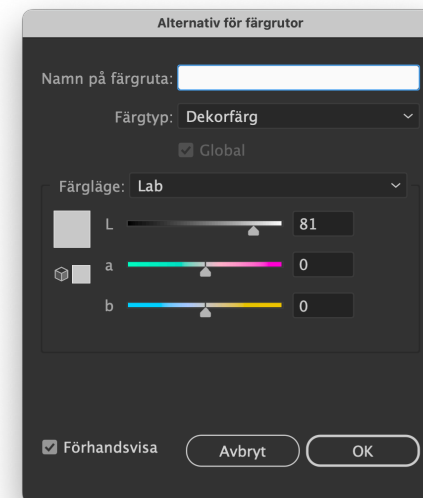 Alternativ för färgrutor
Namn på färgruta:
Färgtyp: Dekorfärg
Global
Färgläge: Lab
L 81
a 0
b 0
Förhandsvisa Avbryt OK